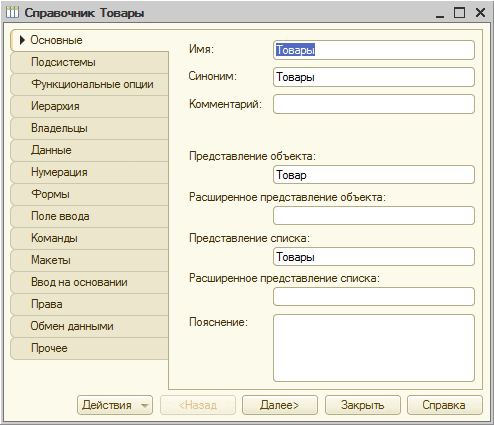 Справочник Товары
Основные
Подсистемы
Функциональные опции
Иерархия
Владельцы
Данные
Нумерация
Формы
Поле ввода
Команды
Макеты
Ввод на основании
Права
Обмен данными
Прочее
Имя: Товары
Синоним: Товары
Комментарий:
Представление объекта:
Товар
Расширенное представление объекта:
Представление списка:
Товары
Расширенное представление списка:
Пояснение:
Действия <Назад Далее> Закрыть Справка